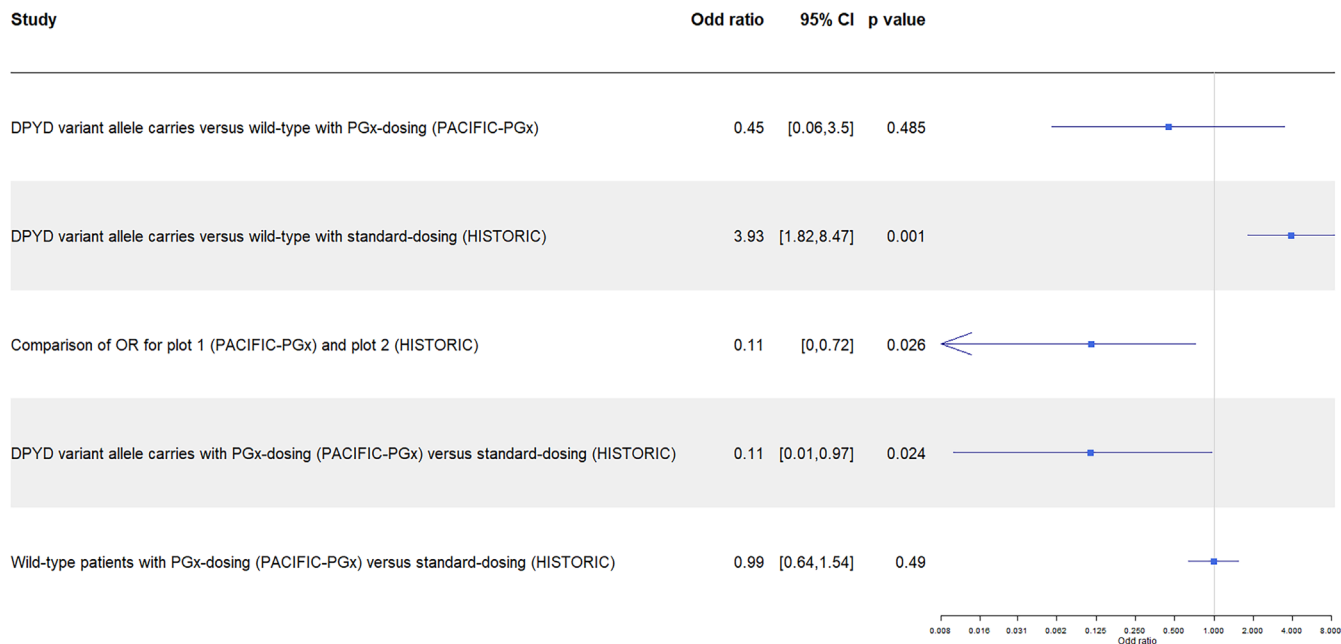 Study Odd ratio 95% CI p value
DPYD variant allele carries versus wild-type with PGx-dosing (PACIFIC-PGx) 0.45 [0.06,3.5] 0.485
DPYD variant allele carries versus wild-type with standard-dosing (HISTORIC) 3.93 [1.82,8.47] 0.001
Comparison of OR for plot 1 (PACIFIC-PGx) and plot 2 (HISTORIC) 0.11 [0,0.72] 0.026
DPYD variant allele carries with PGx-dosing (PACIFIC-PGx) versus standard-dosing (HISTORIC) 0.11 [0.01,0.97] 0.024
Wild-type patients with PGx-dosing (PACIFIC-PGx) versus standard-dosing (HISTORIC) 0.99 [0.64,1.54] 0.49
0.008 0.016 0.031 0.062 0.125 0.250 0.500 1.000 2.000 4.000 8.000
Odd ratio